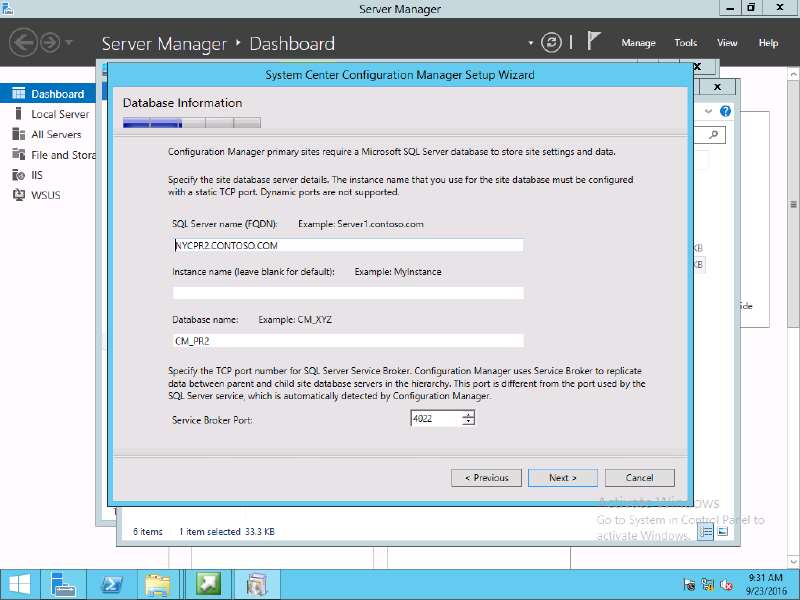 Server Manager
Server Manager • Dashboard
Manage Tools View Help
Dashboard
Local Server
All Servers
File and Stora
IIS
WSUS
System Center Configuration Manager Setup Wizard
Database Information
Configuration Manager primary sites require a Microsoft SQL Server database to store site settings and data.
Specify the site database server details. The instance name that you use for the site database must be configured
with a static TCP port. Dynamic ports are not supported.
SQL Server name (FQDN): Example: Server1.contoso.com
NYCPR2.CONTOSO.COM
Instance name (leave blank for default): Example: MyInstance
Database name: Example: CM_XYZ
CM_PR2
Specify the TCP port number for SQL Server Service Broker. Configuration Manager uses Service Broker to replicate
data between parent and child site database servers in the hierarchy. This port is different from the port used by the
SQL Server service, which is automatically detected by Configuration Manager.
Service Broker Port: 4022
< Previous Next > Cancel
KB
KB
ide
6 items 1 item selected 33.3 KB
Activate Windows
Go to System in Control Panel to
activate Windows.
9:31 AM
9/23/2016